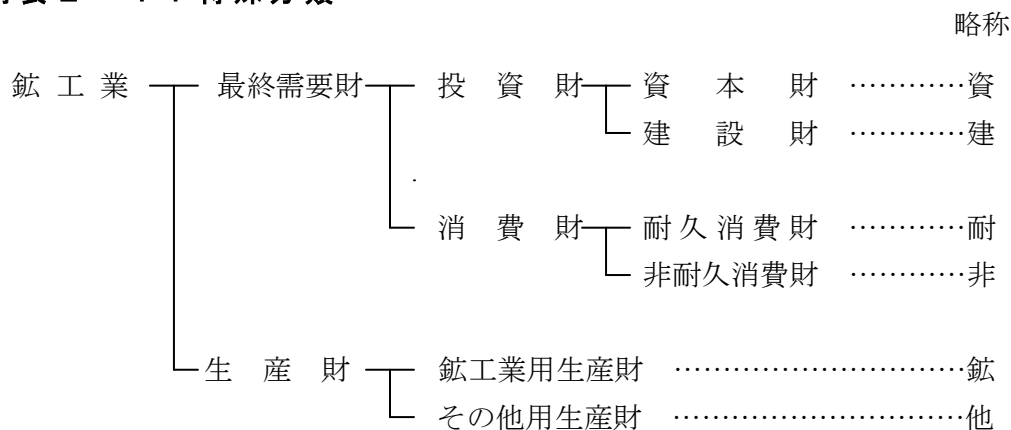 略称
鉱工業 最終需要財 投資財 資本財 …………資
建設財 …………建
消費財 耐久消費財 …………耐
非耐久消費財 …………非
生産財 鉱工業用生産財 …………………………鉱
その他用生産財 …………………………他